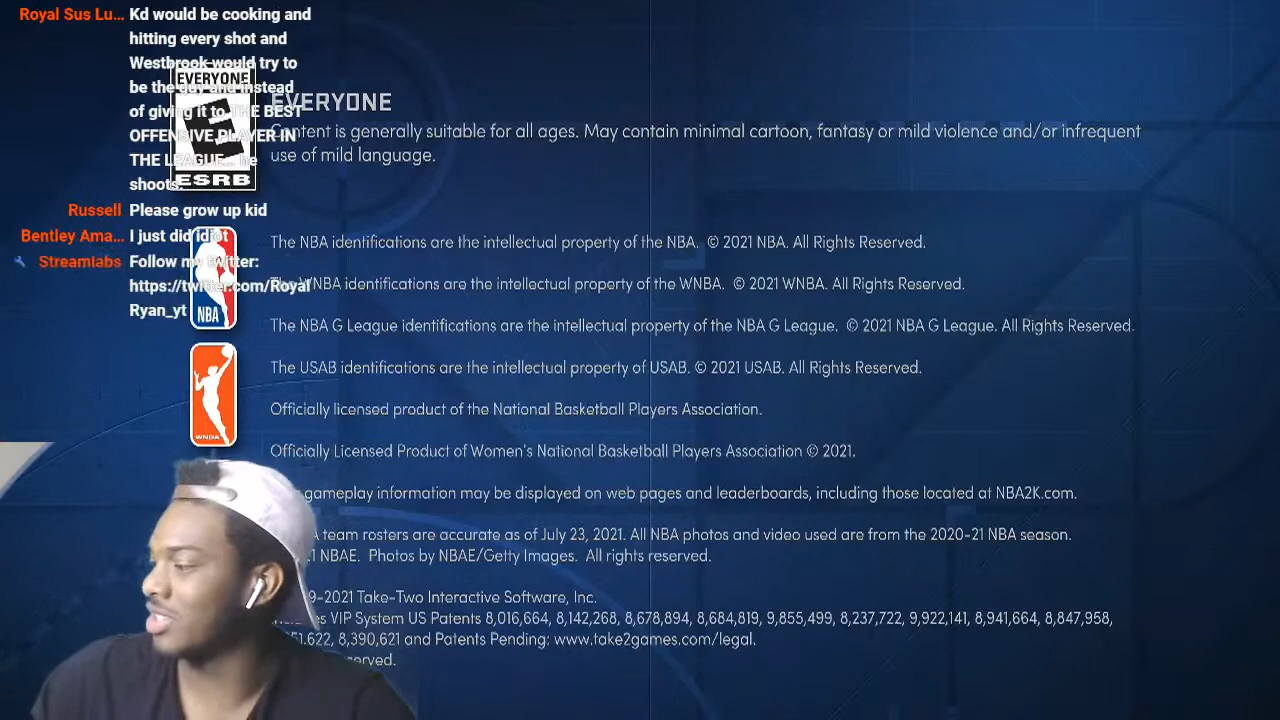 Royal Sus Lu... Kd would be cooking and
hitting every shot and
Westbrook would try to
be the guy and instead
of giving it to THE BEST
OFFENSIVE PLAYER IN
THE LEAGUE... he
shoots.
Russell Please grow up kid
Bentley Ama... I just did idiot
Streamlabs Follow my twitter:
https://twitter.com/Royal
Ryan_yt
EVERYONE
E
ESRB
EVERYONE
Content is generally suitable for all ages. May contain minimal cartoon, fantasy or mild violence and/or infrequent
use of mild language.
NBA
The NBA identifications are the intellectual property of the NBA. © 2021 NBA. All Rights Reserved.
The WNBA identifications are the intellectual property of the WNBA. © 2021 WNBA. All Rights Reserved.
The NBA G League identifications are the intellectual property of the NBA G League. © 2021 NBA G League. All Rights Reserved.
WNBA
The USAB identifications are the intellectual property of USAB. © 2021 USAB. All Rights Reserved.
Officially licensed product of the National Basketball Players Association.
Officially Licensed Product of Women's National Basketball Players Association © 2021.
gameplay information may be displayed on web pages and leaderboards, including those located at NBA2K.com.
team rosters are accurate as of July 23, 2021. All NBA photos and video used are from the 2020-21 NBA season.
NBAE. Photos by NBAE/Getty Images. All rights reserved.
-2021 Take-Two Interactive Software, Inc.
VIP System US Patents 8,016,664, 8,142,268, 8,678,894, 8,684,819, 9,855,499, 8,237,722, 9,922,141, 8,941,664, 8,847,958,
8,390,621 and Patents Pending: www.take2games.com/legal.